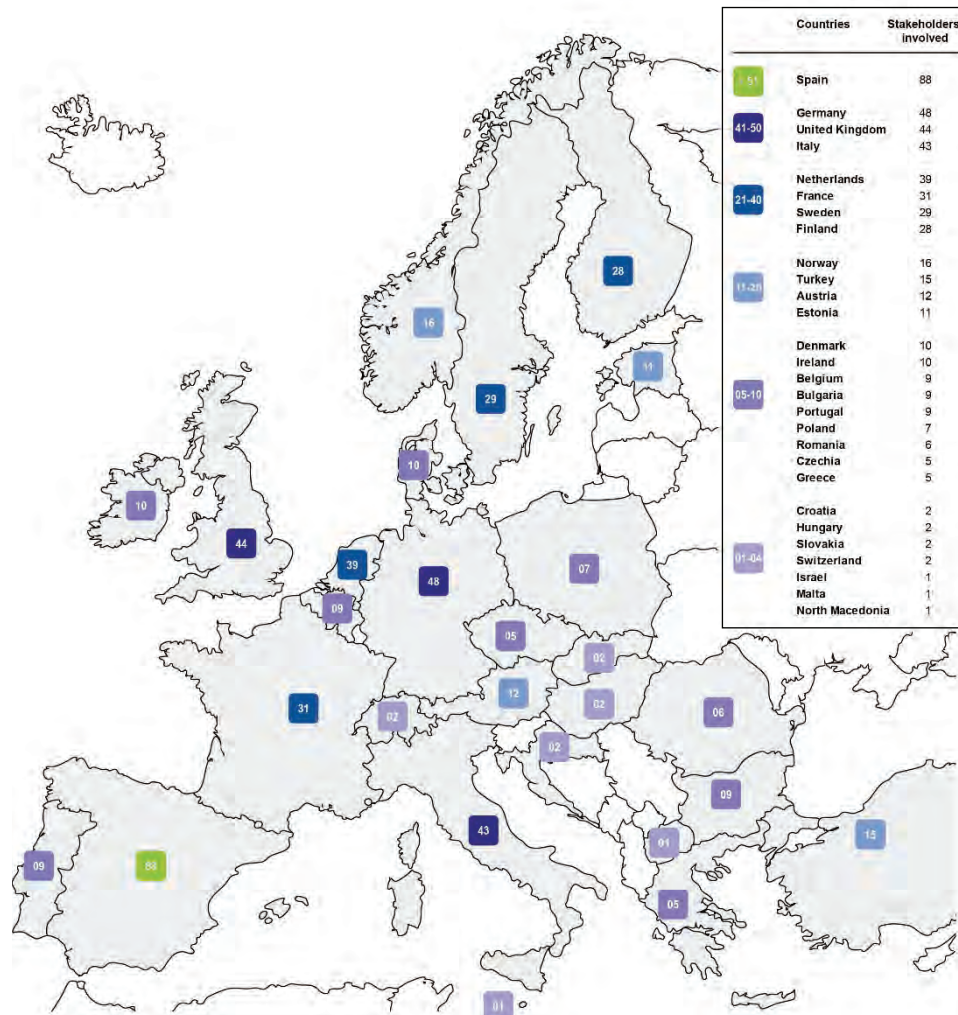 Countries Stakeholders
involved
Spain 88
41-50
Germany 48
United Kingdom 44
Italy 43
21-40
Netherlands 39
France 31
Sweden 29
Finland 28
Norway 16
Turkey 15
Austria 12
Estonia 11
05-10
Denmark 10
Ireland 10
Belgium 9
Bulgaria 9
Portugal 9
Poland 7
Romania 6
Czechia 5
Greece 5
01-04
Croatia 2
Hungary 2
Slovakia 2
Switzerland 2
Israel 1
Malta 1
North Macedonia 1
28
16
11
29
10
10
44
39
48
07
09
05
02
12
02
31
02
06
02
09
43
15
01
09
88
05
01